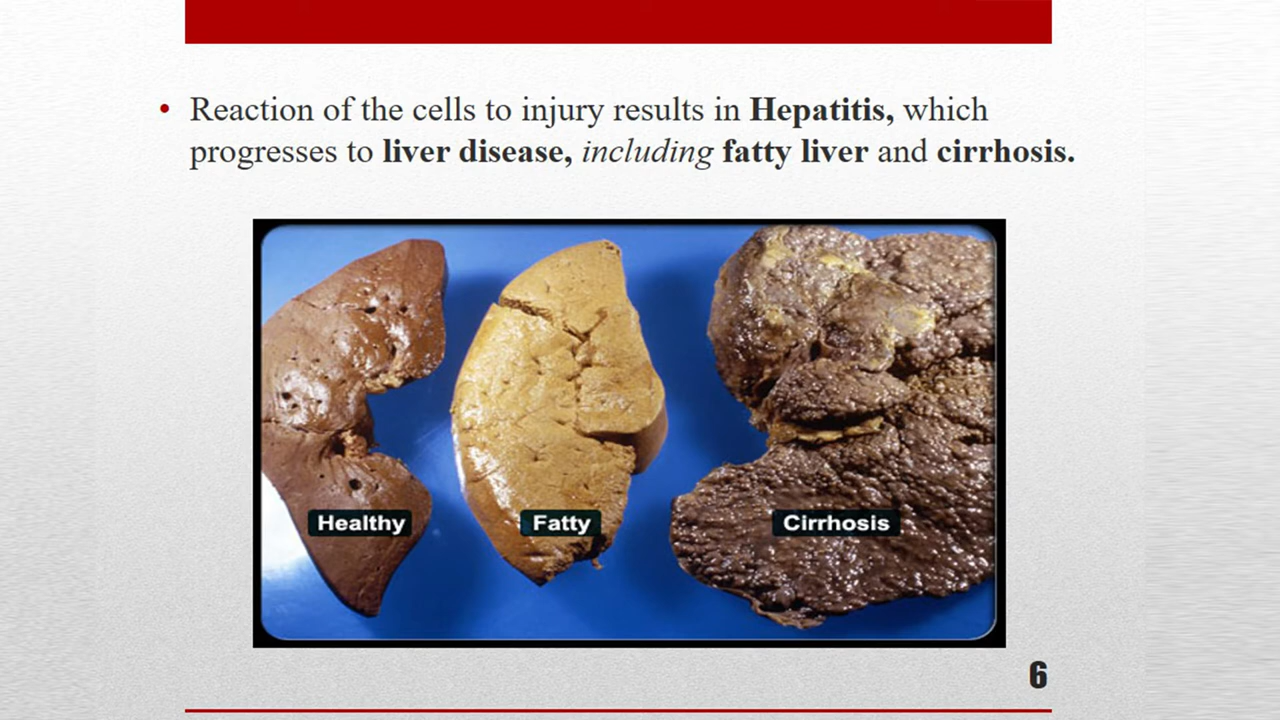 • Reaction of the cells to injury results in Hepatitis, which
progresses to liver disease, including fatty liver and cirrhosis.
Healthy
Fatty
Cirrhosis
6